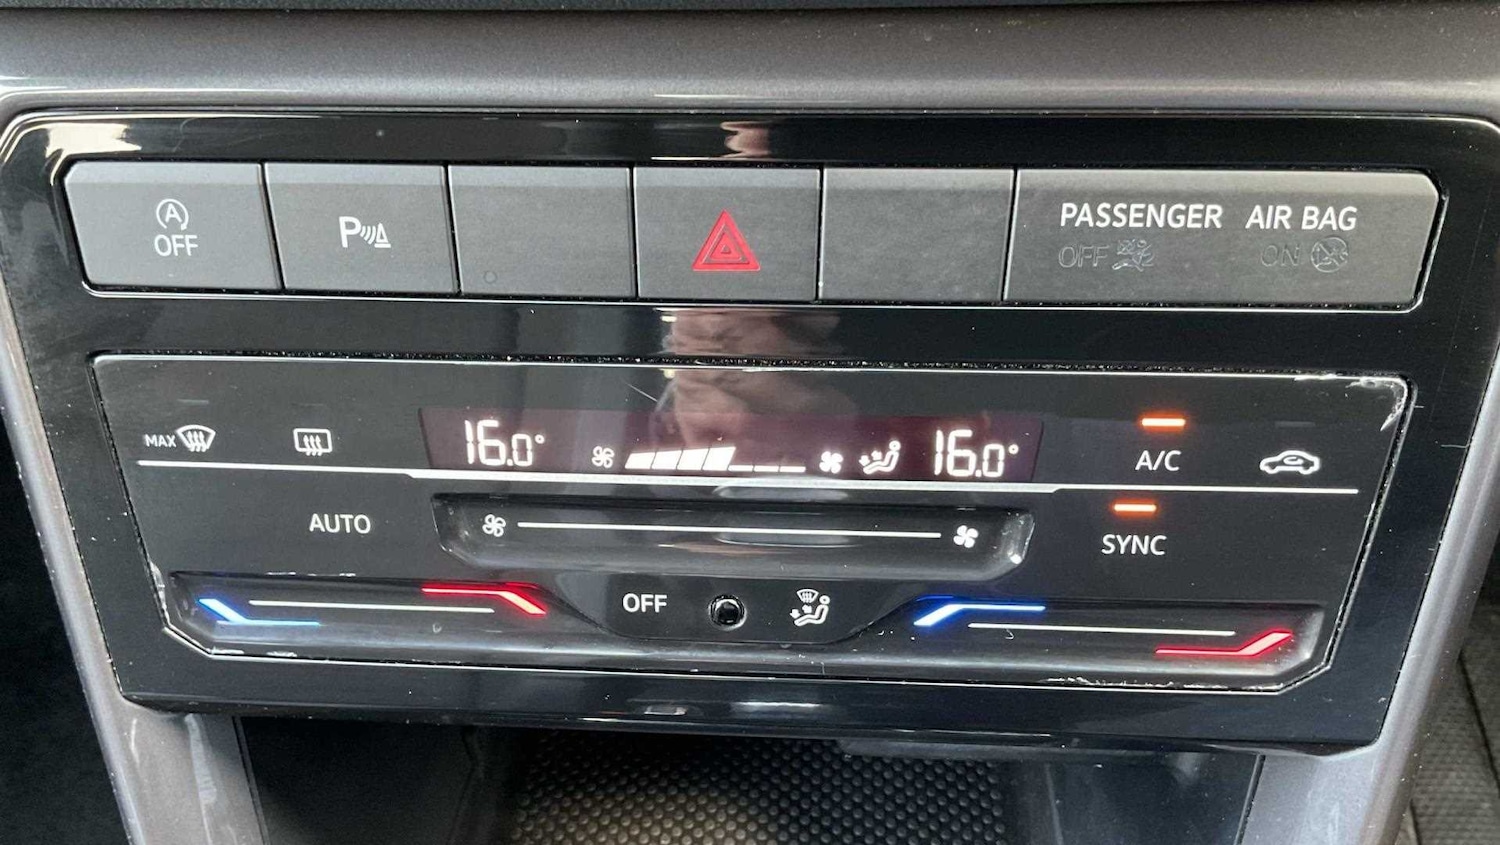 A
OFF
P
PASSENGER AIR BAG
OFF ON
MAX 16.0° 16.0° A/C
AUTO SYNC
OFF